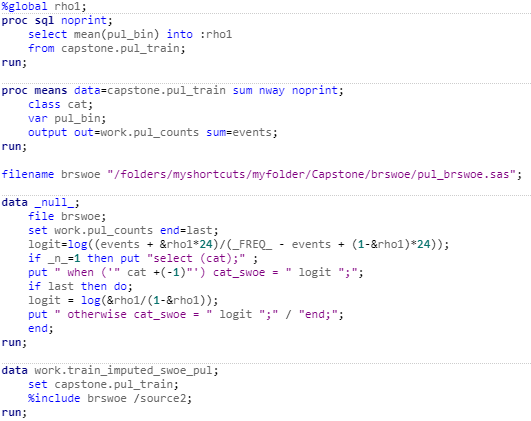 %global rho1;
proc sql noprint;
    select mean(pul_bin) into :rho1
    from capstone.pul_train;
run;
proc means data=capstone.pul_train sum nway noprint;
    class cat;
    var pul_bin;
    output out=work.pul_counts sum=events;
run;
filename brswoe "/folders/myshortcuts/myfolder/Capstone/brswoe/pul_brswoe.sas";
data _null_;
    file brswoe;
    set work.pul_counts end=last;
    logit=log((events + &rho1*24)/(_FREQ_ - events + (1-&rho1)*24));
    if _n_=1 then put "select (cat);" ;
    put " when ('" cat +(-1)"') cat_swoe = " logit ";";
    if last then do;
    logit = log(&rho1/(1-&rho1));
    put " otherwise cat_swoe = " logit ";" / "end;";
    end;
run;
data work.train_imputed_swoe_pul;
    set capstone.pul_train;
    %include brswoe /source2;
run;